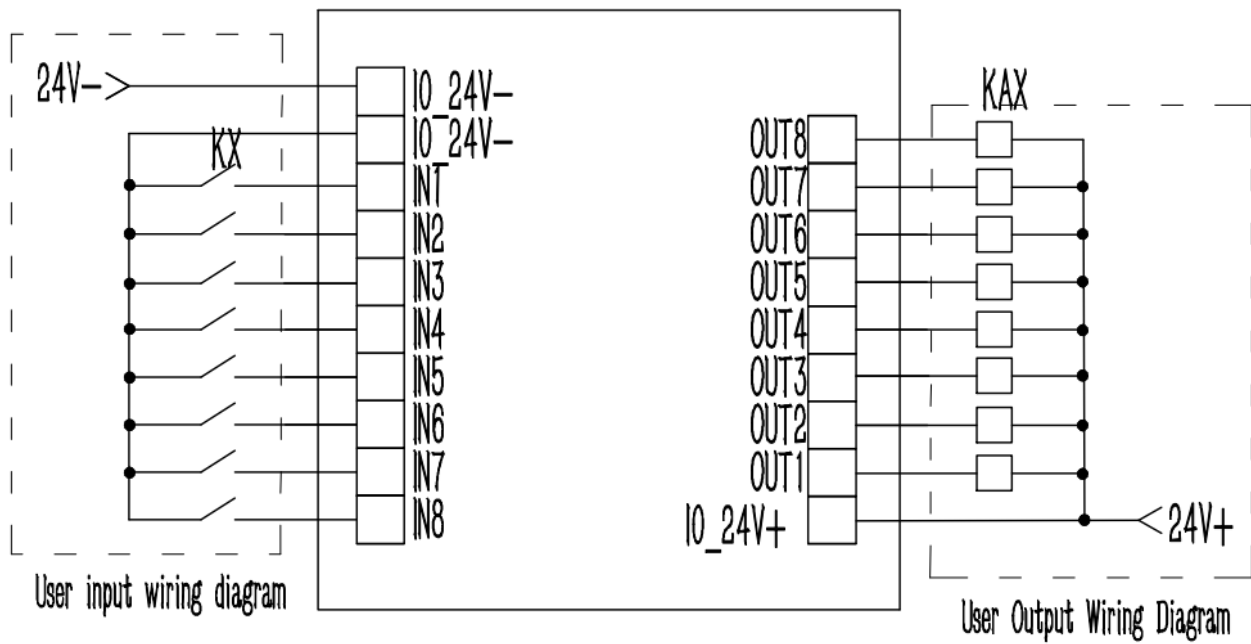 24V-
IO_24V-
IO_24V-
KX
IN1
IN2
IN3
IN4
IN5
IN6
IN7
IN8
User input wiring diagram
KAX
OUT8
OUT7
OUT6
OUT5
OUT4
OUT3
OUT2
OUT1
IO_24V+
24V+
User Output Wiring Diagram